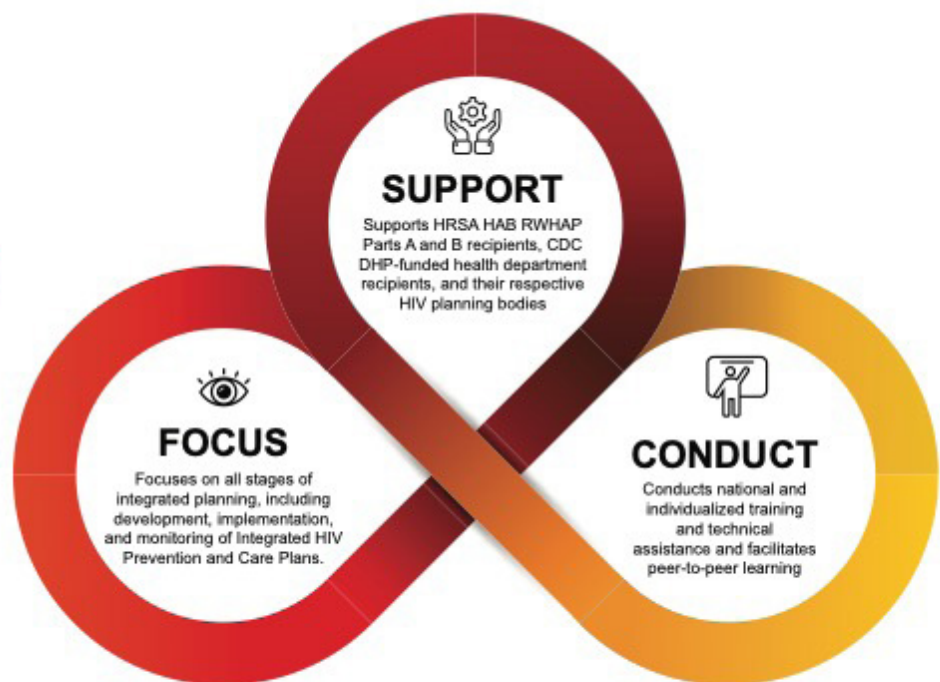 SUPPORT
Supports HRSA HAB RWHAP
Parts A and B recipients, CDC
DHP-funded health department
recipients, and their respective
HIV planning bodies
FOCUS
Focuses on all stages of
integrated planning, including
development, implementation,
and monitoring of Integrated HIV
Prevention and Care Plans.
CONDUCT
Conducts national and
individualized training
and technical
assistance and facilitates
peer-to-peer learning